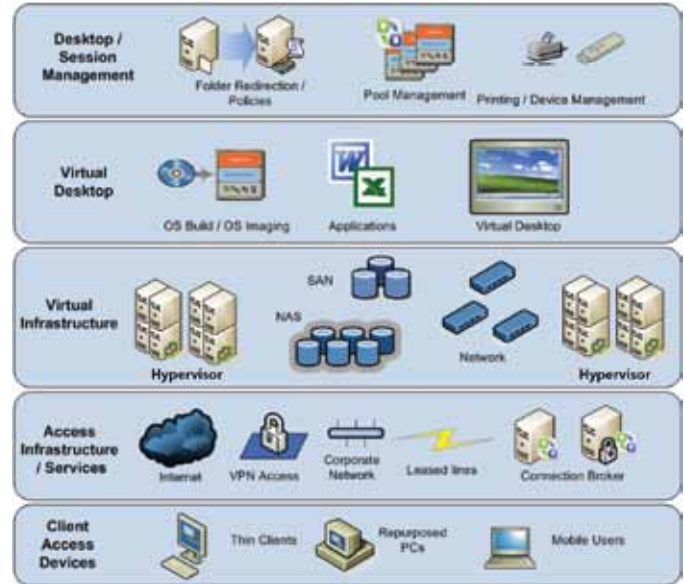 Desktop /
Session
Management
Folder Redirection /
Policies
Pool Management
Printing / Device Management
Virtual
Desktop
W
X
OS Build / OS Imaging
Applications
Virtual Desktop
Virtual
Infrastructure
SAN
NAS
Network
Hypervisor
Hypervisor
Access
Infrastructure
/ Services
Internet
VPN Access
Corporate
Network
Leased lines
Connection Broker
Client
Access
Devices
Thin Clients
Repurposed
PCs
Mobile Users